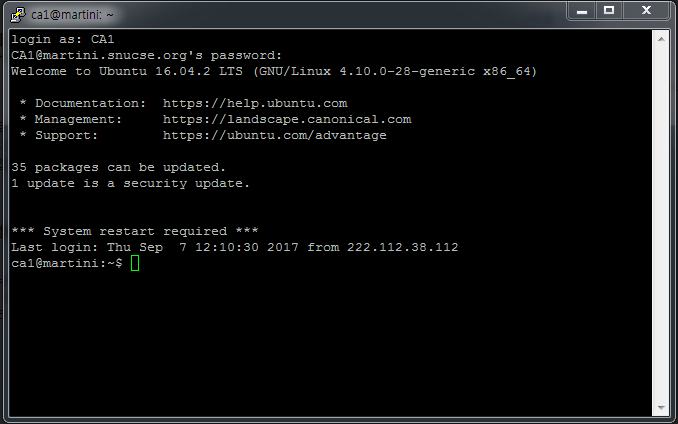 ca1@martini: ~
login as: CA1
CA1@martini.snucse.org's password:
Welcome to Ubuntu 16.04.2 LTS (GNU/Linux 4.10.0-28-generic x86_64)
* Documentation:  https://help.ubuntu.com
* Management:     https://landscape.canonical.com
* Support:        https://ubuntu.com/advantage
35 packages can be updated.
1 update is a security update.
*** System restart required ***
Last login: Thu Sep  7 12:10:30 2017 from 222.112.38.112
ca1@martini:~$